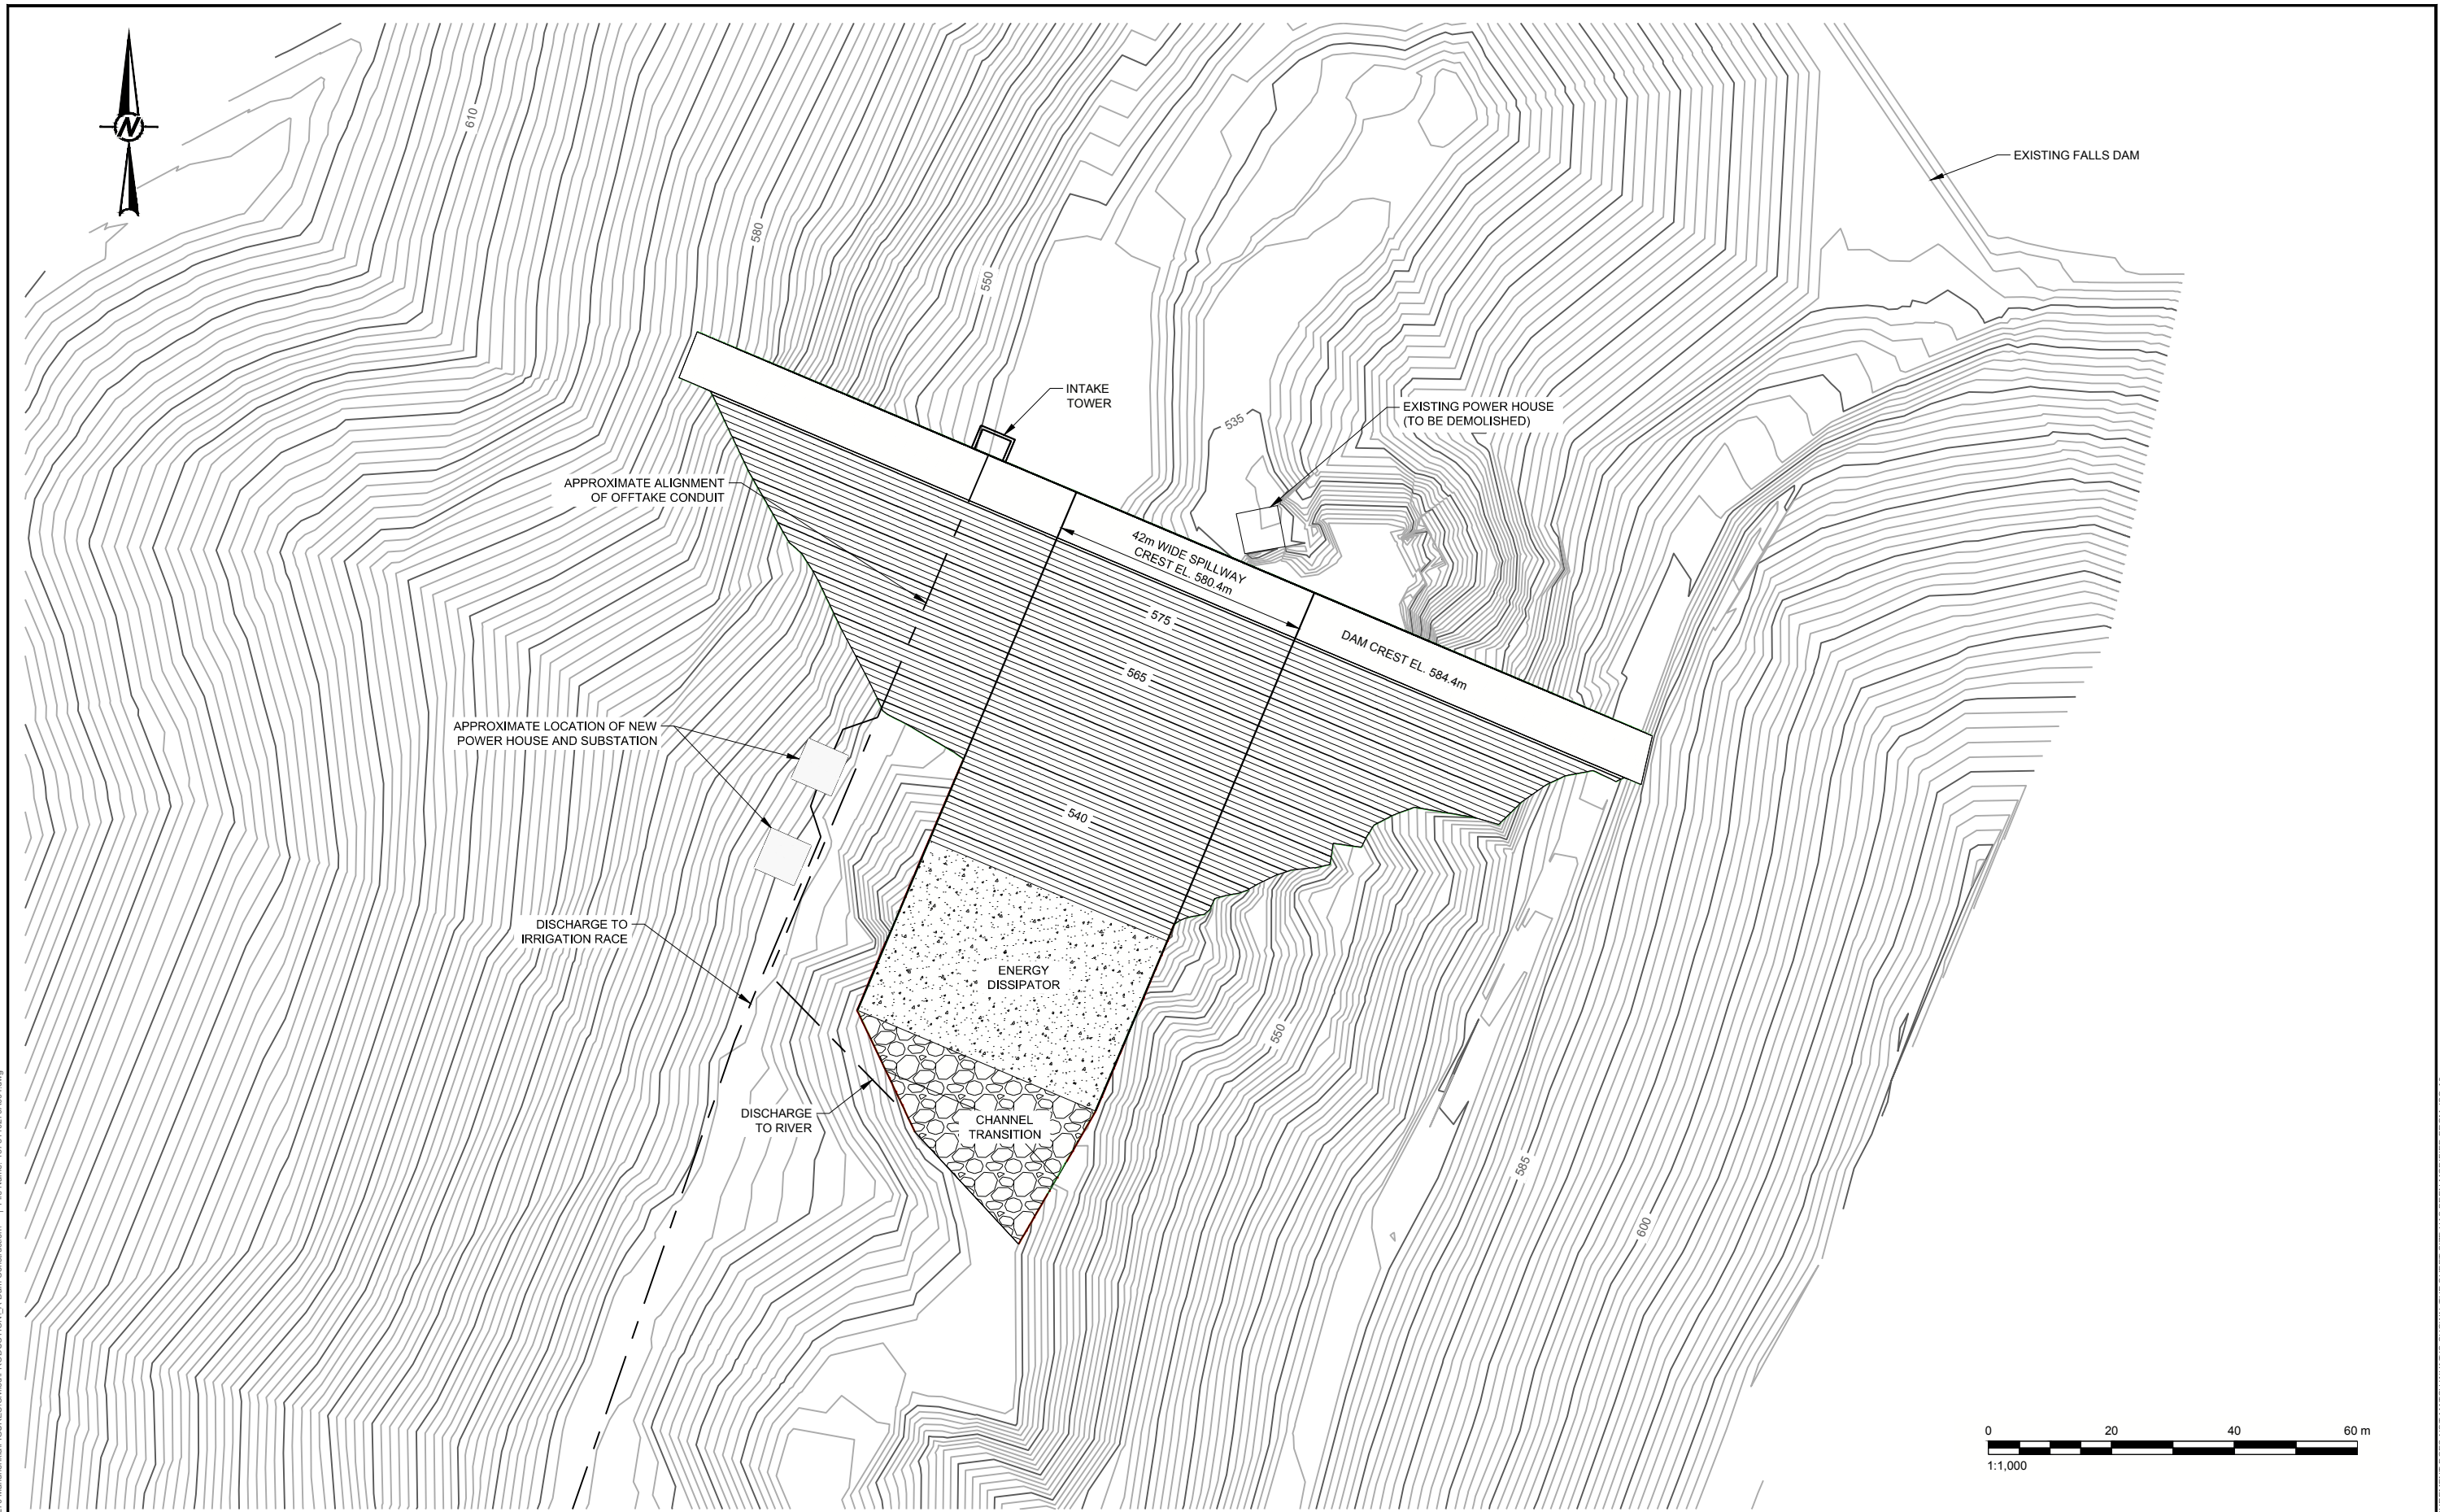 N
610
580
550
EXISTING FALLS DAM
INTAKE
TOWER
535
EXISTING POWER HOUSE
(TO BE DEMOLISHED)
APPROXIMATE ALIGNMENT
OF OFFTAKE CONDUIT
42m WIDE SPILLWAY
CREST EL. 580.4m
575
DAM CREST EL. 584.4m
565
APPROXIMATE LOCATION OF NEW
POWER HOUSE AND SUBSTATION
540
DISCHARGE TO
IRRIGATION RACE
ENERGY
DISSIPATOR
550
DISCHARGE
TO RIVER
CHANNEL
TRANSITION
585
600
0 20 40 60 m
1:1,000